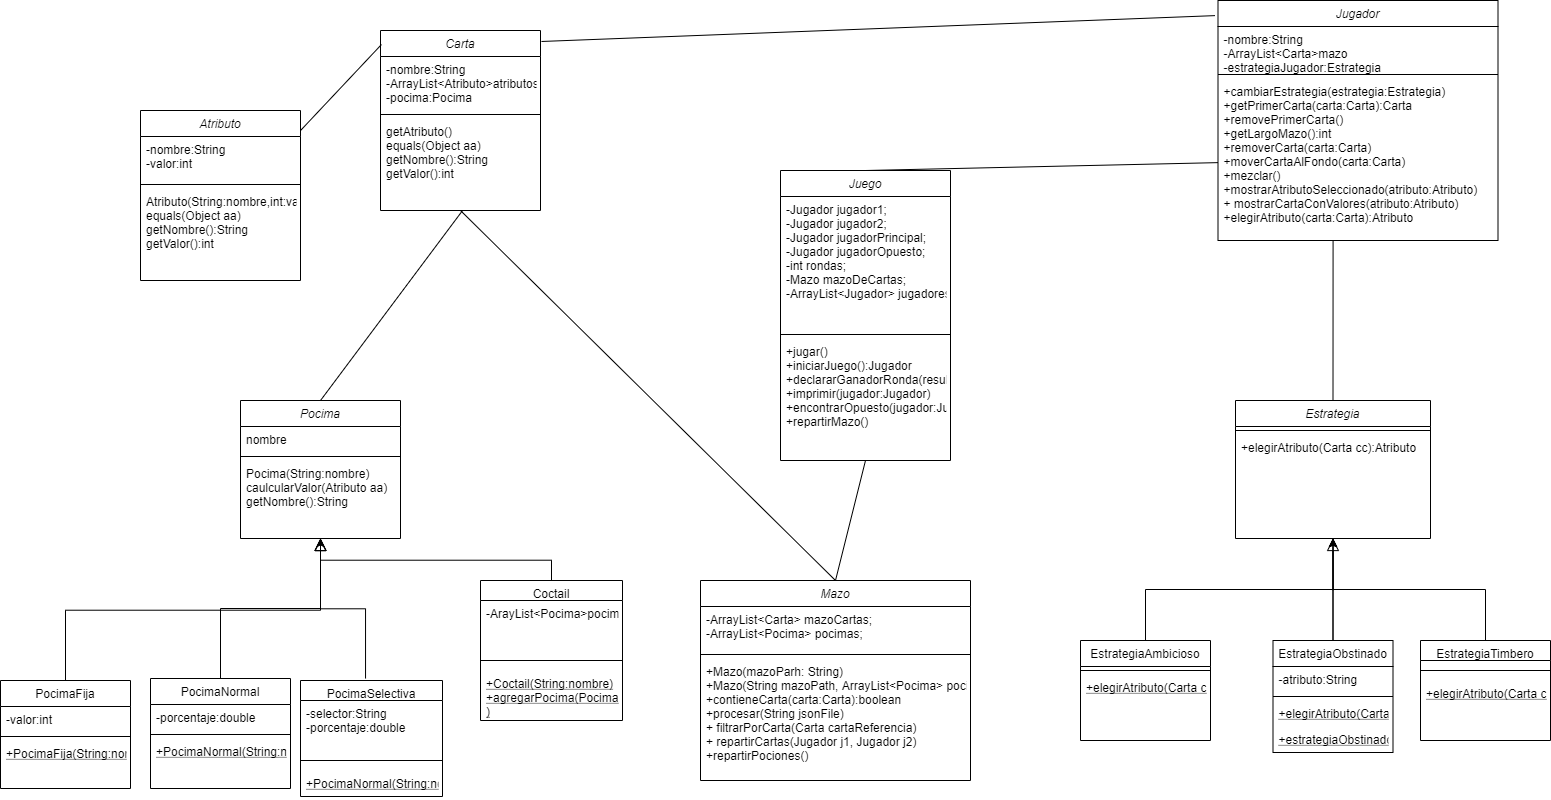 Jugador
-nombre:String
-ArrayList<Carta>mazo
-estrategiaJugador:Estrategia
+cambiarEstrategia(estrategia:Estrategia)
+getPrimerCarta(carta:Carta):Carta
+removePrimerCarta()
+getLargoMazo():int
+removerCarta(carta:Carta)
+moverCartaAlFondo(carta:Carta)
+mezclar()
+mostrarAtributoSeleccionado(atributo:Atributo)
+ mostrarCartaConValores(atributo:Atributo)
+elegirAtributo(carta:Carta):Atributo
Carta
-nombre:String
-ArrayList<Atributo>atributos
-pocima:Pocima
getAtributo()
equals(Object aa)
getNombre():String
getValor():int
Atributo
-nombre:String
-valor:int
Atributo(String:nombre,int:va
equals(Object aa)
getNombre():String
getValor():int
Juego
-Jugador jugador1;
-Jugador jugador2;
-Jugador jugadorPrincipal;
-Jugador jugadorOpuesto;
-int rondas;
-Mazo mazoDeCartas;
-ArrayList<Jugador> jugadores
+jugar()
+iniciarJuego():Jugador
+declararGanadorRonda(resu
+imprimir(jugador:Jugador)
+encontrarOpuesto(jugador:Ju
+repartirMazo()
Pocima
nombre
Pocima(String:nombre)
caulcularValor(Atributo aa)
getNombre():String
Estrategia
+elegirAtributo(Carta cc):Atributo
Coctail
-ArayList<Pocima>pocim
+Coctail(String:nombre)
+agregarPocima(Pocima
)
Mazo
-ArrayList<Carta> mazoCartas;
-ArrayList<Pocima> pocimas;
+Mazo(mazoParh: String)
+Mazo(String mazoPath, ArrayList<Pocima> poc
+contieneCarta(carta:Carta):boolean
+procesar(String jsonFile)
+ filtrarPorCarta(Carta cartaReferencia)
+ repartirCartas(Jugador j1, Jugador j2)
+repartirPociones()
PocimaFija
-valor:int
+PocimaFija(String:nor
PocimaNormal
-porcentaje:double
+PocimaNormal(String:n
PocimaSelectiva
-selector:String
-porcentaje:double
+PocimaNormal(String:n
EstrategiaAmbicioso
+elegirAtributo(Carta c
EstrategiaObstinado
-atributo:String
+elegirAtributo(Carta
+estrategiaObstinado
EstrategiaTimbero
+elegirAtributo(Carta c